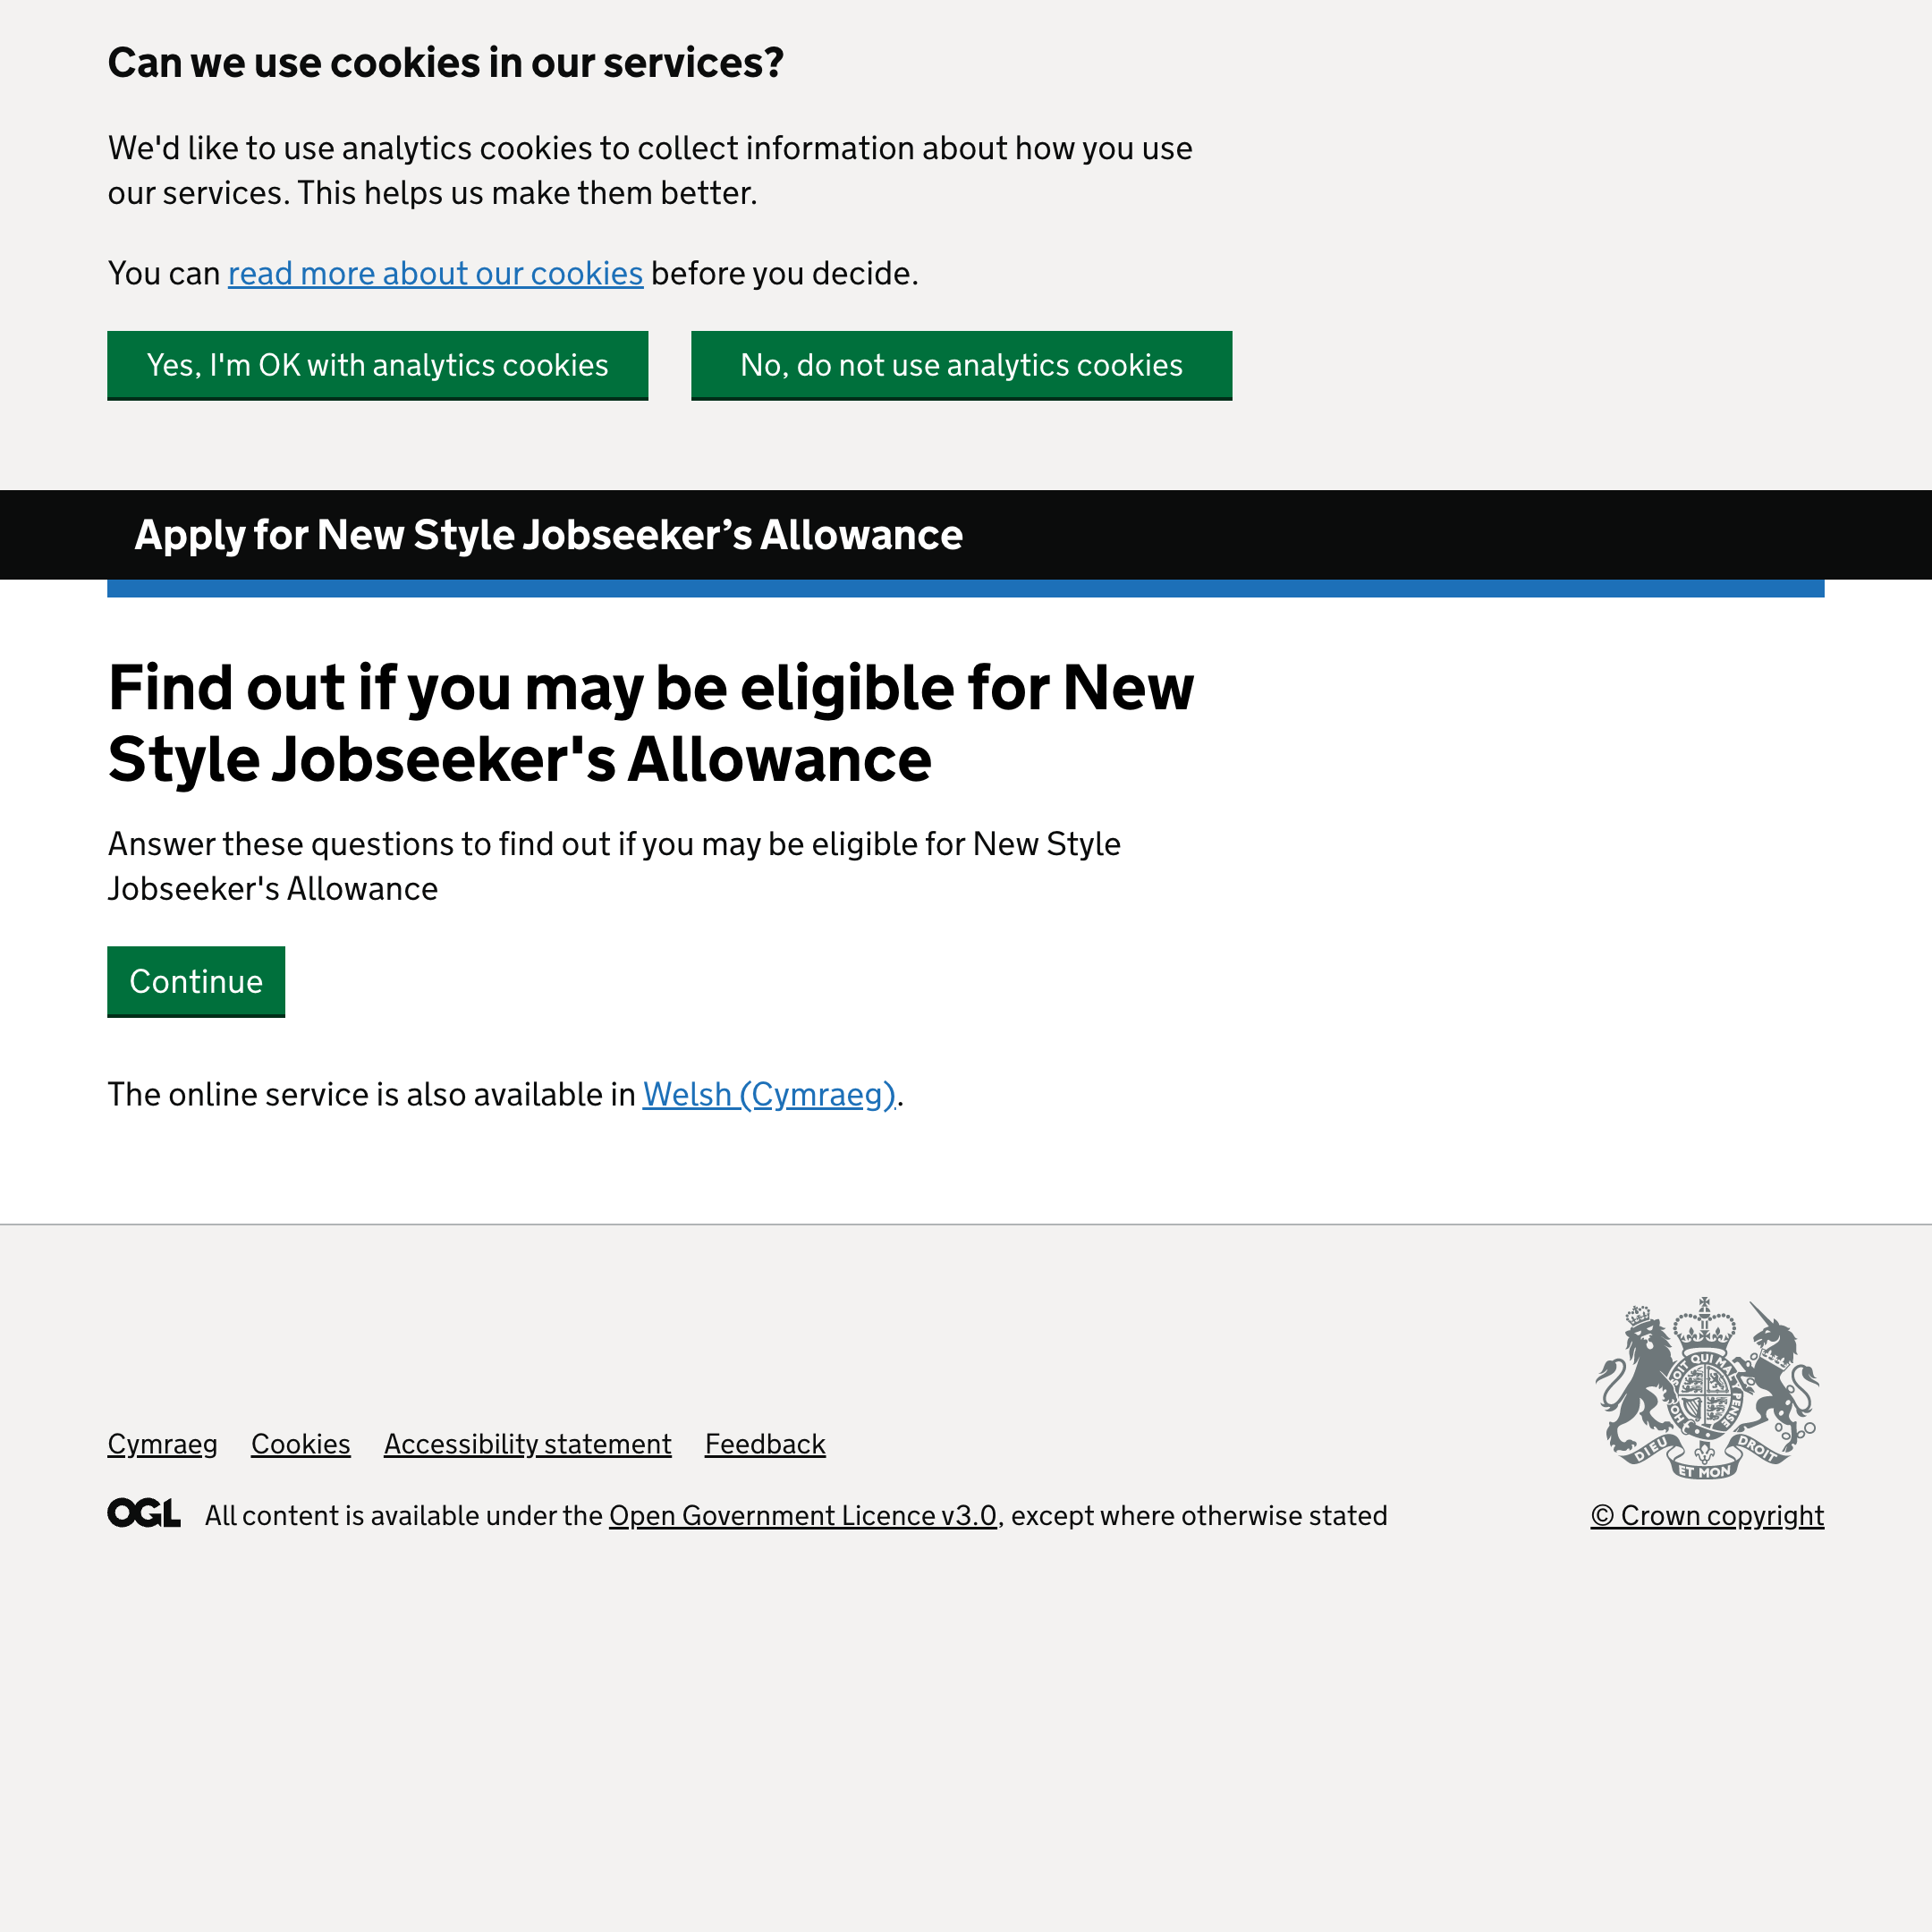 Can we use cookies in our services?
We'd like to use analytics cookies to collect information about how you use
our services. This helps us make them better.
You can read more about our cookies before you decide.
Yes, I'm OK with analytics cookies
No, do not use analytics cookies
Apply for New Style Jobseeker’s Allowance
Find out if you may be eligible for New
Style Jobseeker's Allowance
Answer these questions to find out if you may be eligible for New Style
Jobseeker's Allowance
Continue
The online service is also available in Welsh (Cymraeg).
SOIT QUI MAL
PENSE
HO
DIEU
ET MON
DROIT
Cymraeg Cookies Accessibility statement Feedback
OGL All content is available under the Open Government Licence v3.0, except where otherwise stated
© Crown copyright